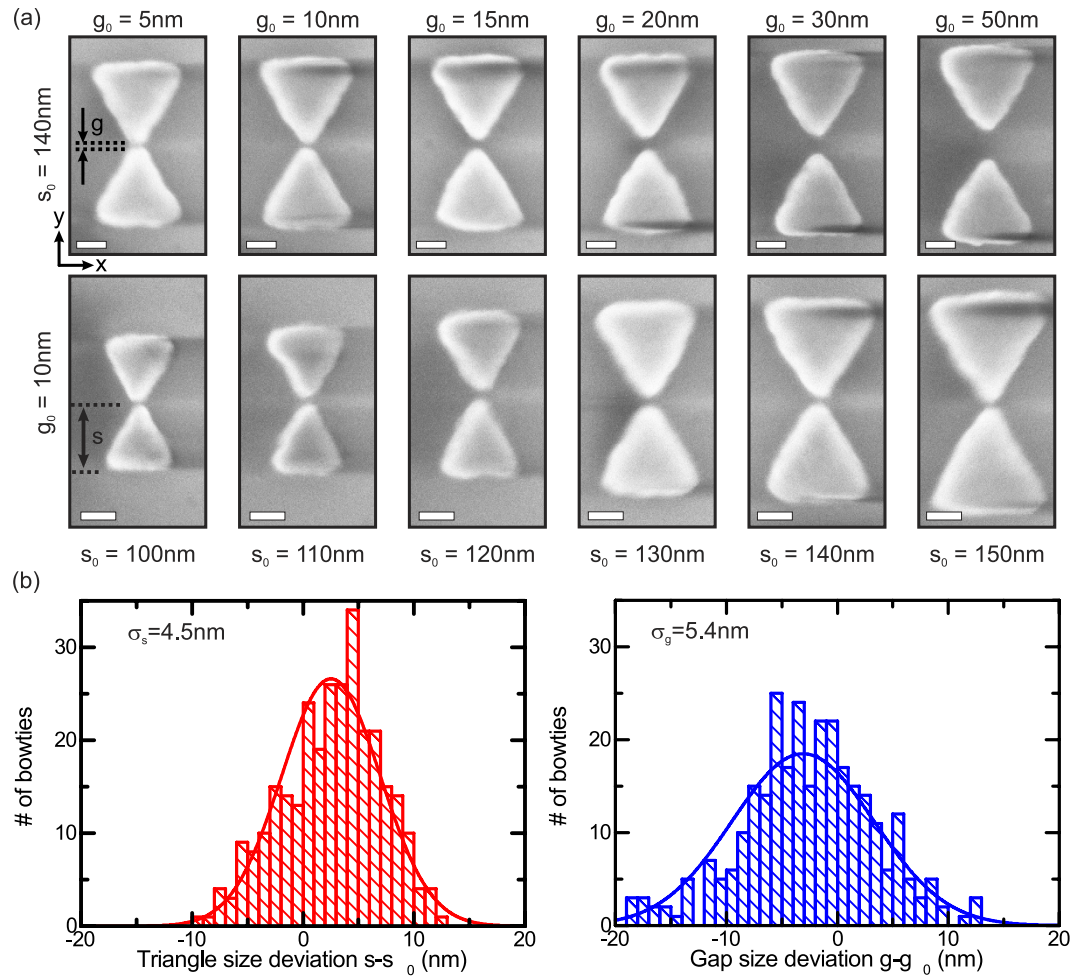 (a)
g₀ = 5nm
g₀ = 10nm
g₀ = 15nm
g₀ = 20nm
g₀ = 30nm
g₀ = 50nm
s₀ = 140nm
g
y
x
g₀ = 10nm
s
s₀ = 100nm
s₀ = 110nm
s₀ = 120nm
s₀ = 130nm
s₀ = 140nm
s₀ = 150nm
(b)
σₛ=4.5nm
# of bowties
30
20
10
0
-20
-10
0
10
20
Triangle size deviation s-s₀ (nm)
σg=5.4nm
# of bowties
30
20
10
0
-20
-10
0
10
20
Gap size deviation g-g₀ (nm)